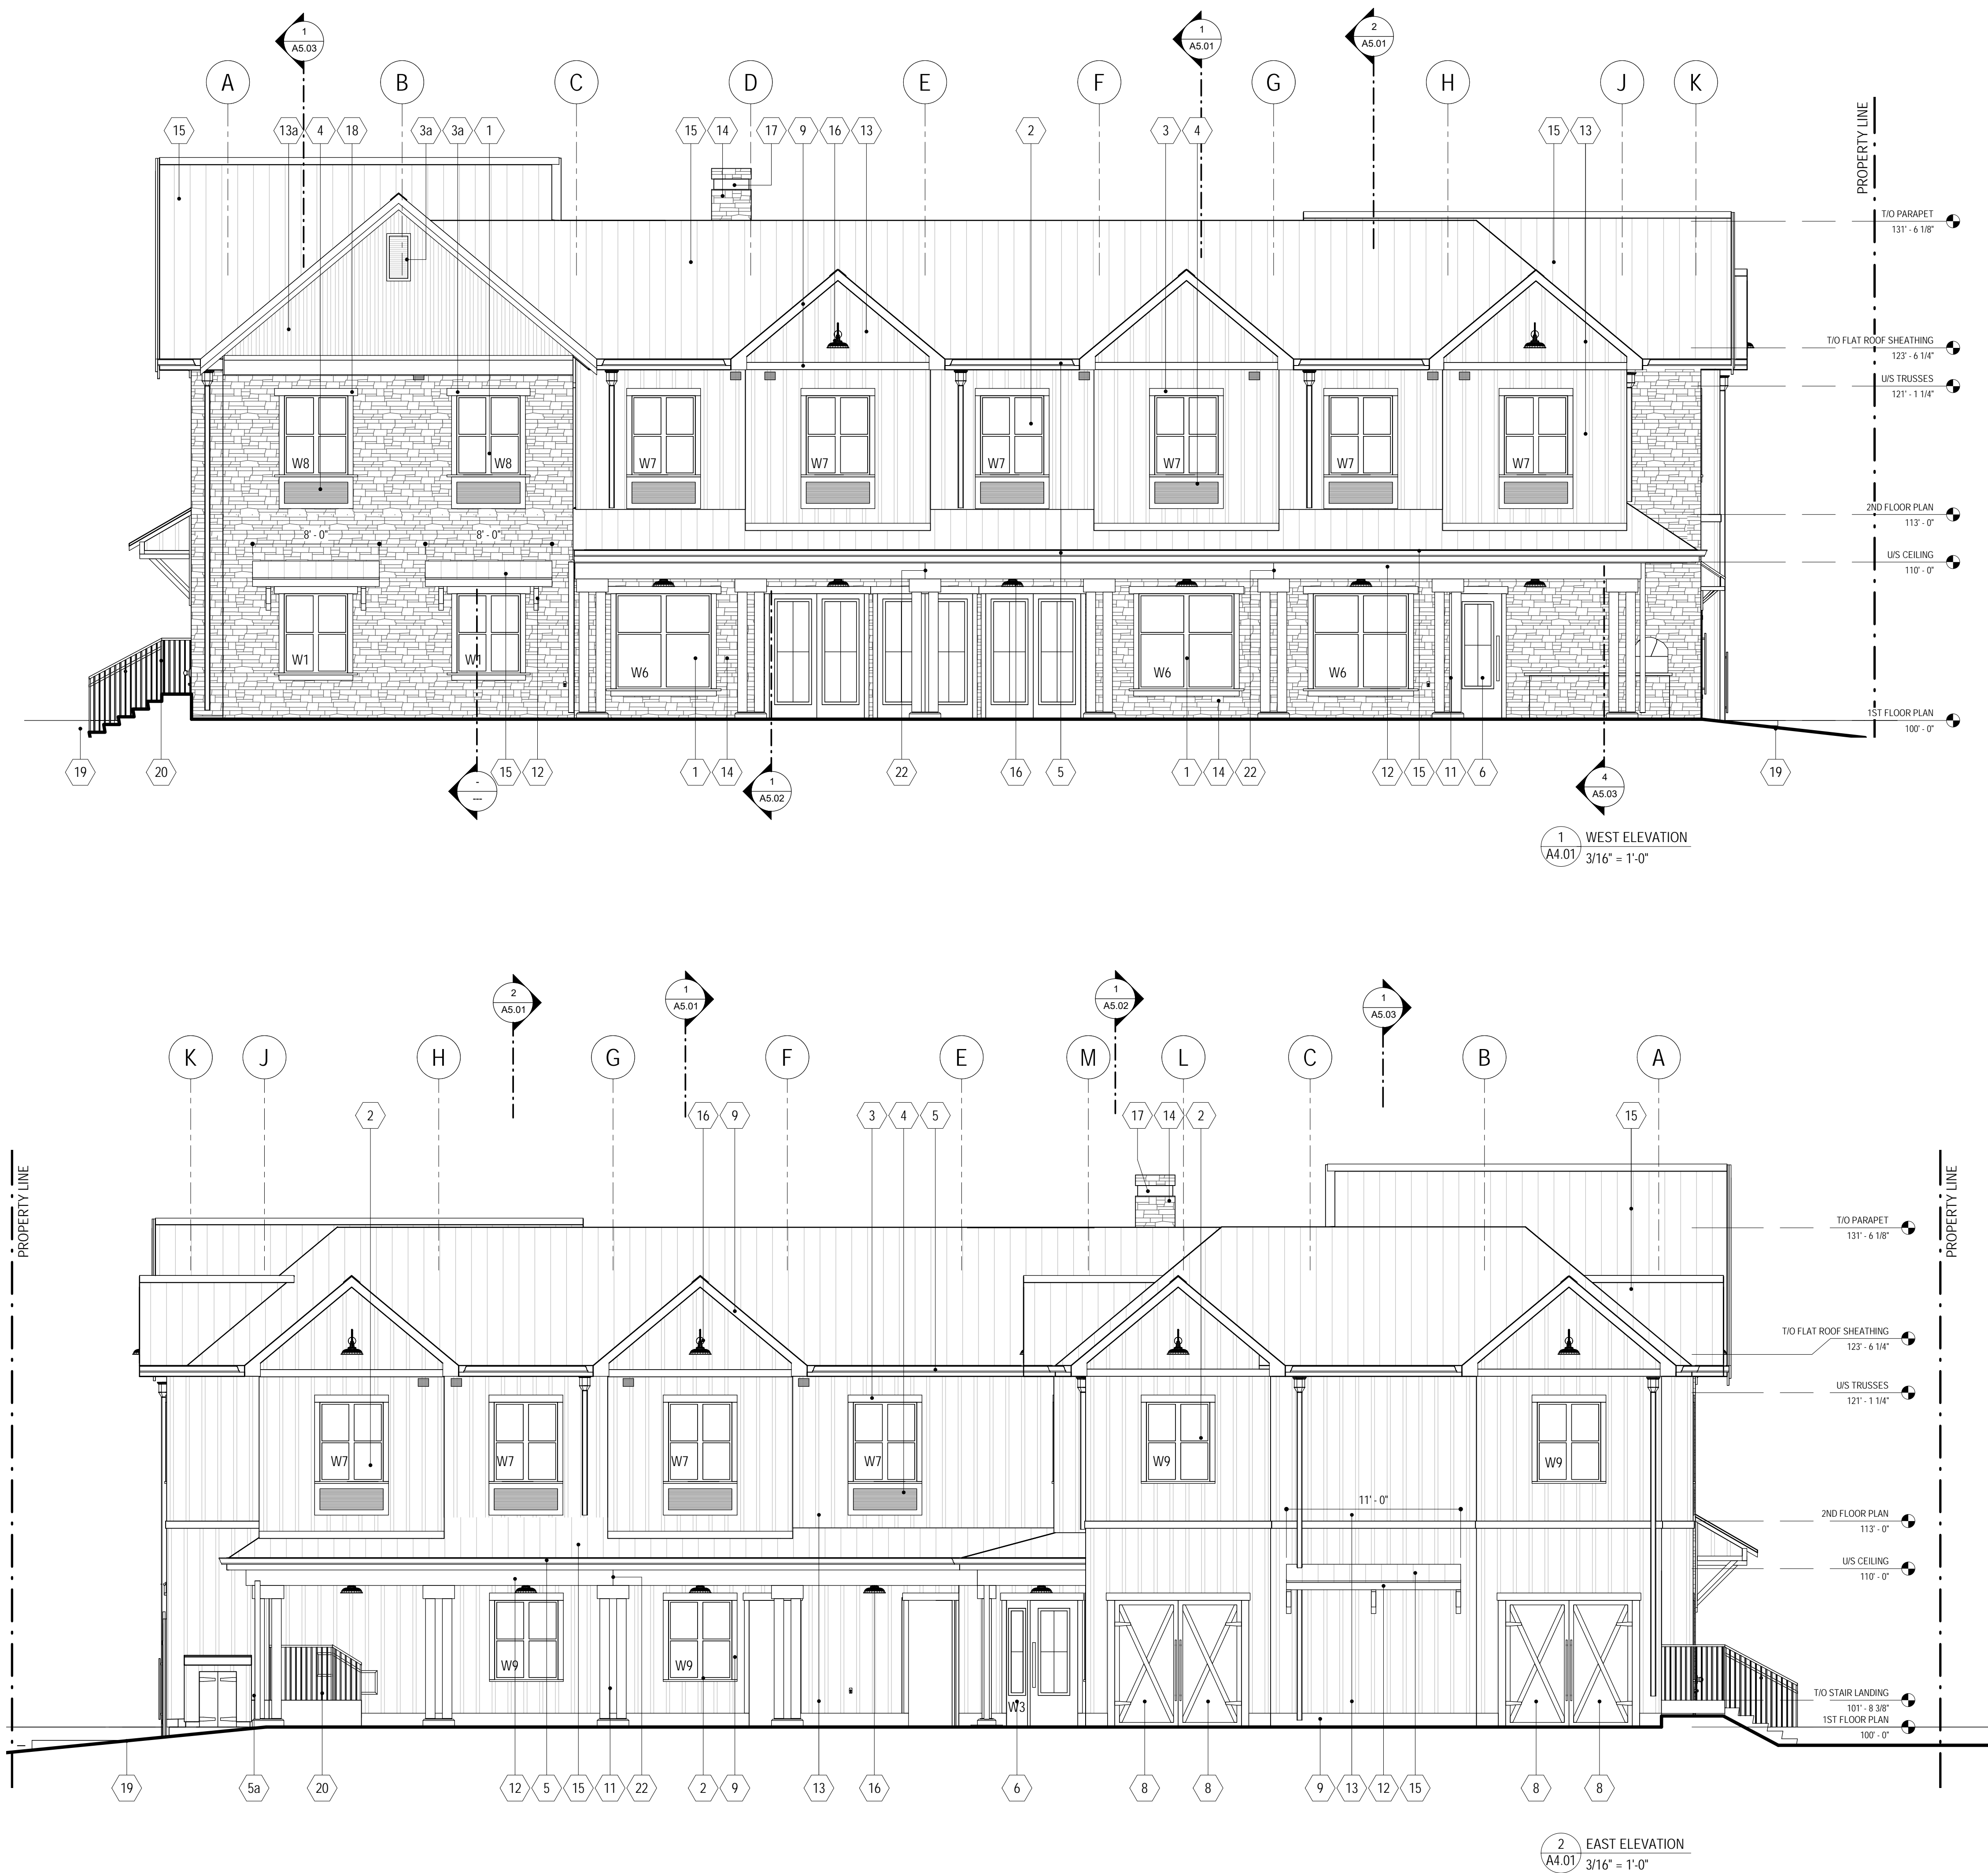 1
A5.03
1
A5.01
2
A5.01
A B C D E F G H J K
PROPERTY LINE
15 13a 4 18 3a 3a 1 15 14 17 9 16 13 2 3 4 15 13
T/O PARAPET
131' - 6 1/8"
T/O FLAT ROOF SHEATHING
123' - 6 1/4"
U/S TRUSSES
121' - 1 1/4"
W8 W8 W7 W7 W7 W7 W7 W7
2ND FLOOR PLAN
113' - 0"
8' - 0" 8' - 0"
U/S CEILING
110' - 0"
W1 W1 W6 W6 W6
1ST FLOOR PLAN
100' - 0"
19 20 15 12 1 14 22 16 5 1 14 22 12 15 11 6 19
-
---
1
A5.02
4
A5.03
1
A4.01
WEST ELEVATION
3/16" = 1'-0"
2
A5.01
1
A5.01
1
A5.02
1
A5.03
K J H G F E M L C B A
2 16 9 3 4 5 17 14 2 15
PROPERTY LINE
PROPERTY LINE
T/O PARAPET
131' - 6 1/8"
T/O FLAT ROOF SHEATHING
123' - 6 1/4"
U/S TRUSSES
121' - 1 1/4"
W7 W7 W7 W7 W9 W9
11' - 0"
2ND FLOOR PLAN
113' - 0"
U/S CEILING
110' - 0"
W9 W9 W3
T/O STAIR LANDING
101' - 8 3/8"
1ST FLOOR PLAN
100' - 0"
19 5a 20 12 5 15 11 22 2 9 13 16 6 8 8 9 13 12 15 8 8
2
A4.01
EAST ELEVATION
3/16" = 1'-0"